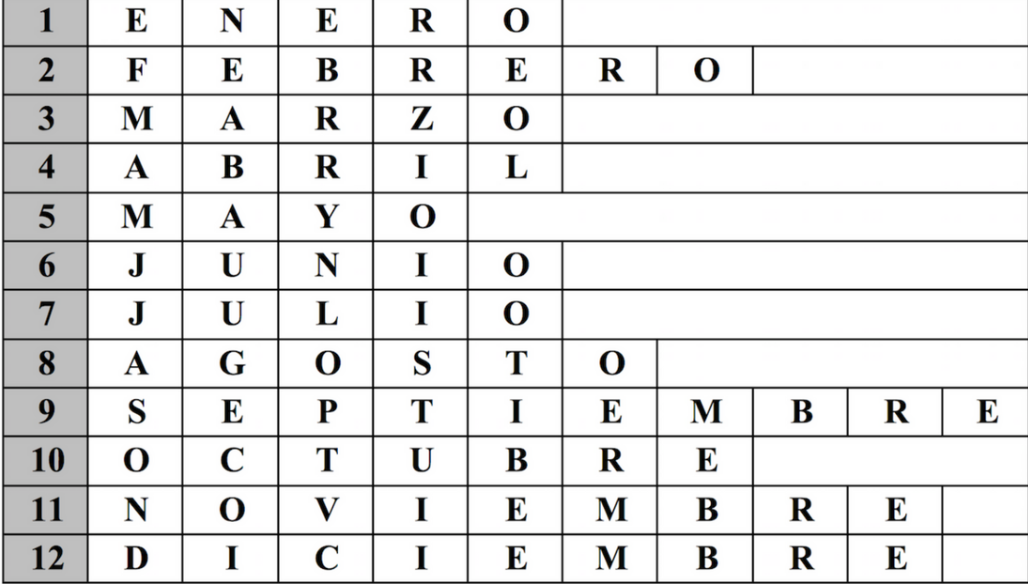 1 E N E R O
2 F E B R E R O
3 M A R Z O
4 A B R I L
5 M A Y O
6 J U N I O
7 J U L I O
8 A G O S T O
9 S E P T I E M B R E
10 O C T U B R E
11 N O V I E M B R E
12 D I C I E M B R E